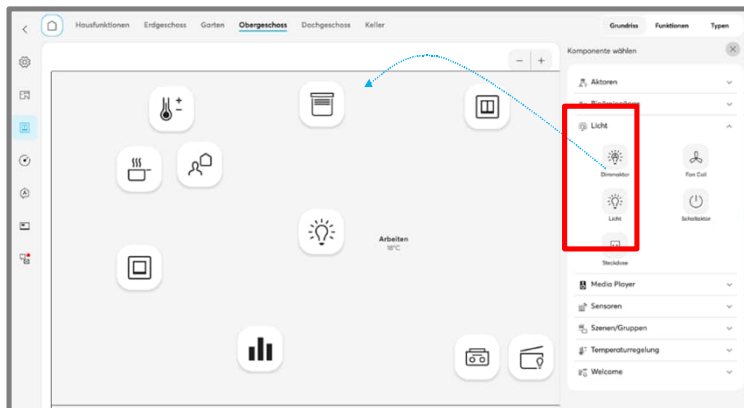 Hausfunktionen Erdgeschoss Garten Obergeschoss Dachgeschoss Keller
Grundriss Funktionen Typen
Komponente wählen
Aktoren
Licht
Dimmaktor Fan Coil
Licht Schaltaktor
Steckdose
Media Player
Sensoren
Szenen/Gruppen
Temperaturregelung
Welcome
Arbeiten
18°C